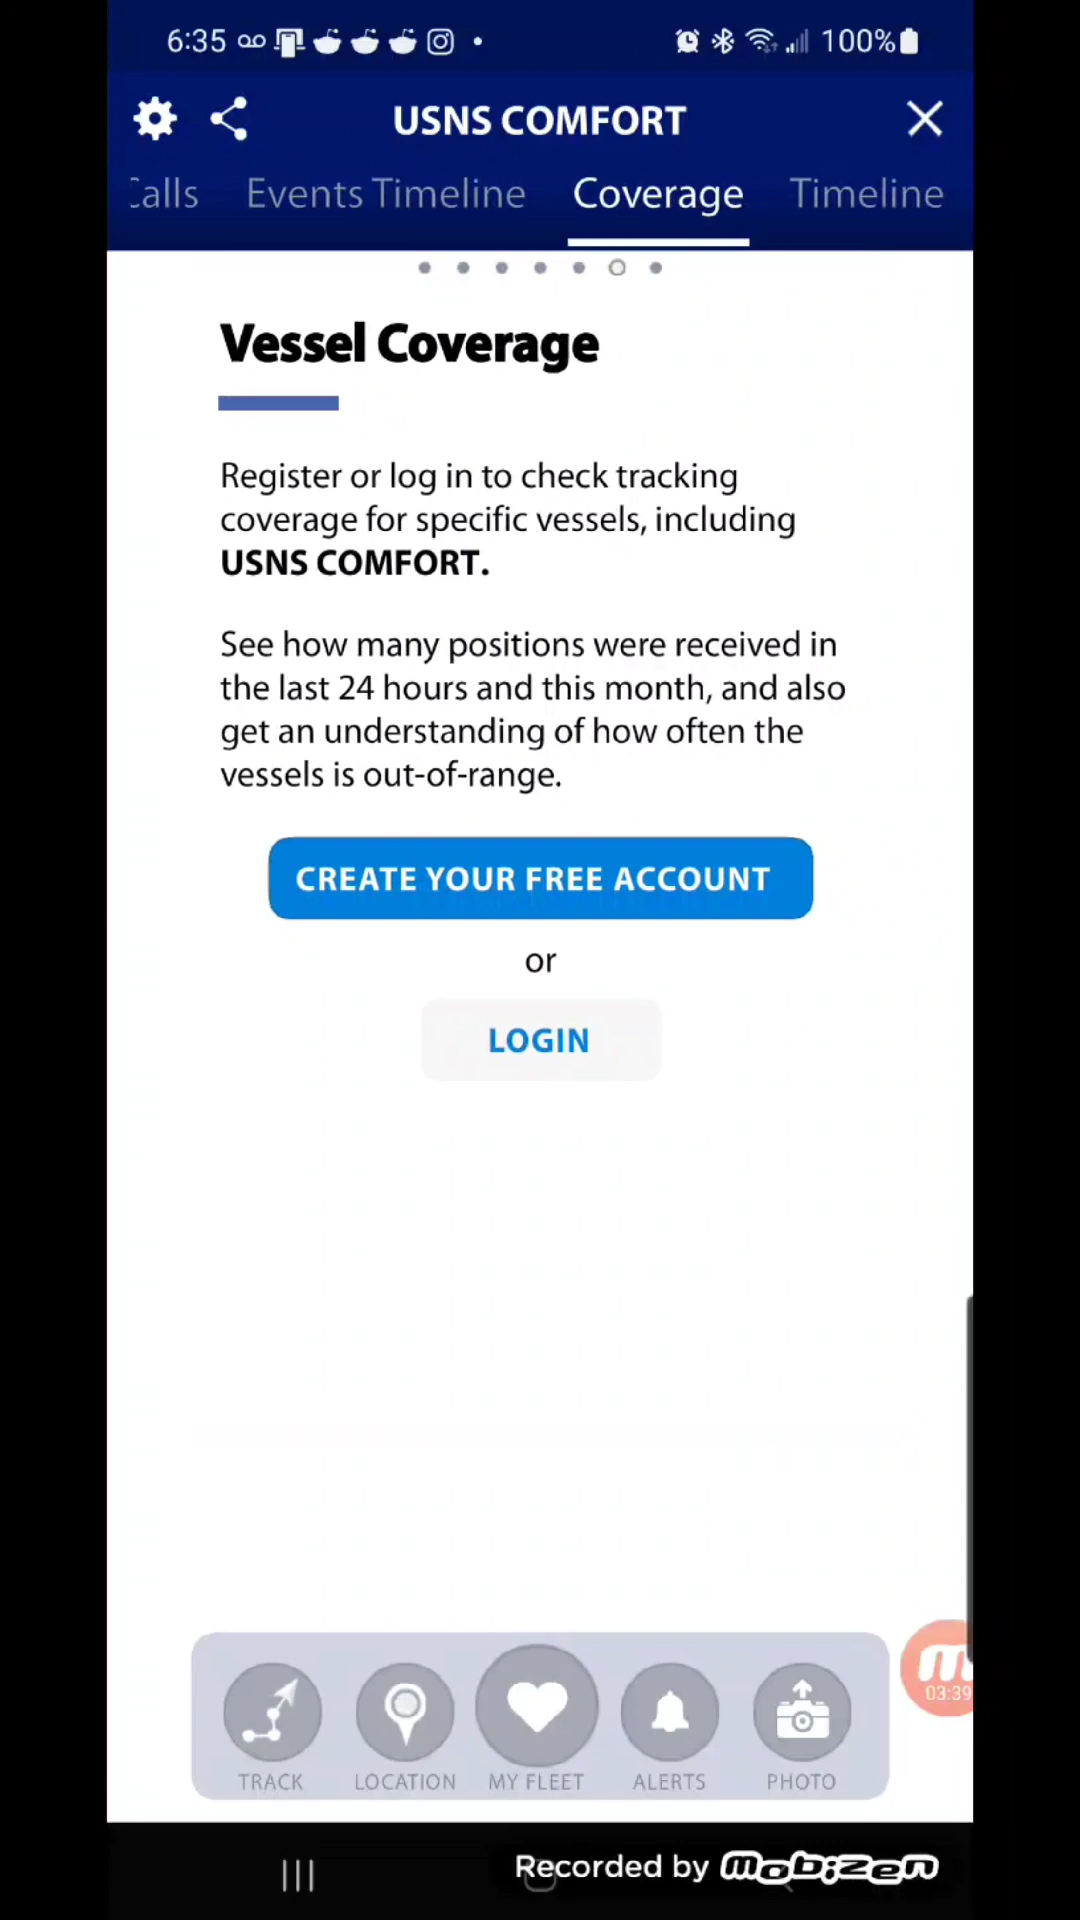 6:35 100%
USNS COMFORT
Calls Events Timeline Coverage Timeline
Vessel Coverage
Register or log in to check tracking
coverage for specific vessels, including
USNS COMFORT.
See how many positions were received in
the last 24 hours and this month, and also
get an understanding of how often the
vessels is out-of-range.
CREATE YOUR FREE ACCOUNT
or
LOGIN
03:39
TRACK LOCATION MY FLEET ALERTS PHOTO
Recorded by mobizen